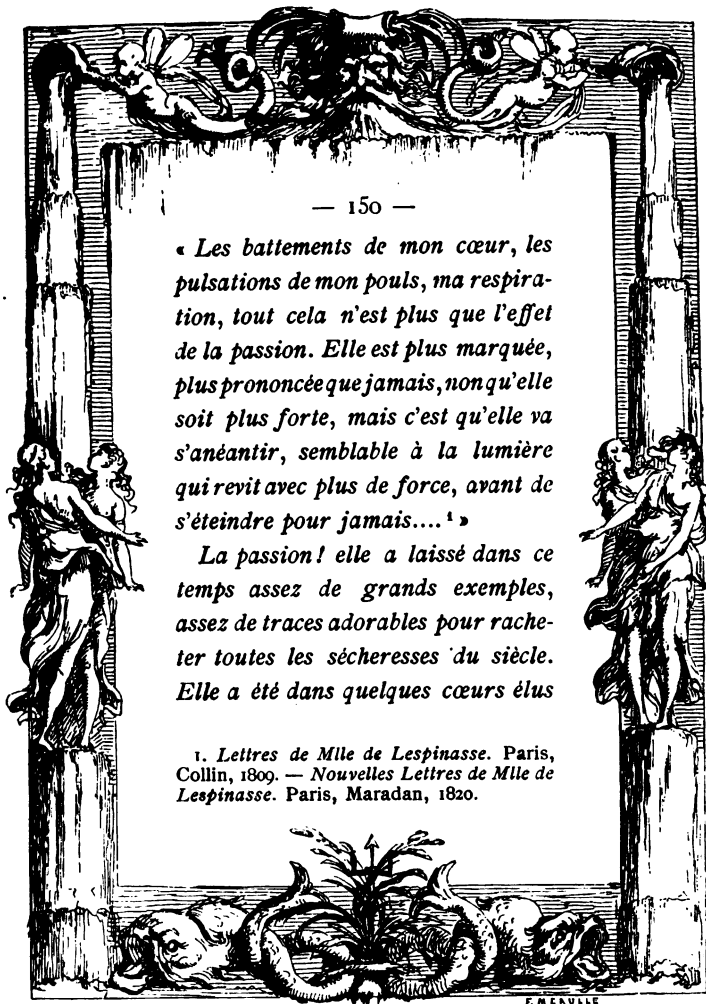 — 150 —
« Les battements de mon cœur, les
pulsations de mon pouls, ma respira-
tion, tout cela n'est plus que l'effet
de la passion. Elle est plus marquée,
plus prononcée que jamais, non qu'elle
soit plus forte, mais c'est qu'elle va
s'anéantir, semblable à la lumière
qui revit avec plus de force, avant de
s'éteindre pour jamais.... ¹ »
La passion! elle a laissé dans ce
temps assez de grands exemples,
assez de traces adorables pour rache-
ter toutes les sécheresses du siècle.
Elle a été dans quelques cœurs élus
1. Lettres de Mlle de Lespinasse. Paris,
Collin, 1809. — Nouvelles Lettres de Mlle de
Lespinasse. Paris, Maradan, 1820.